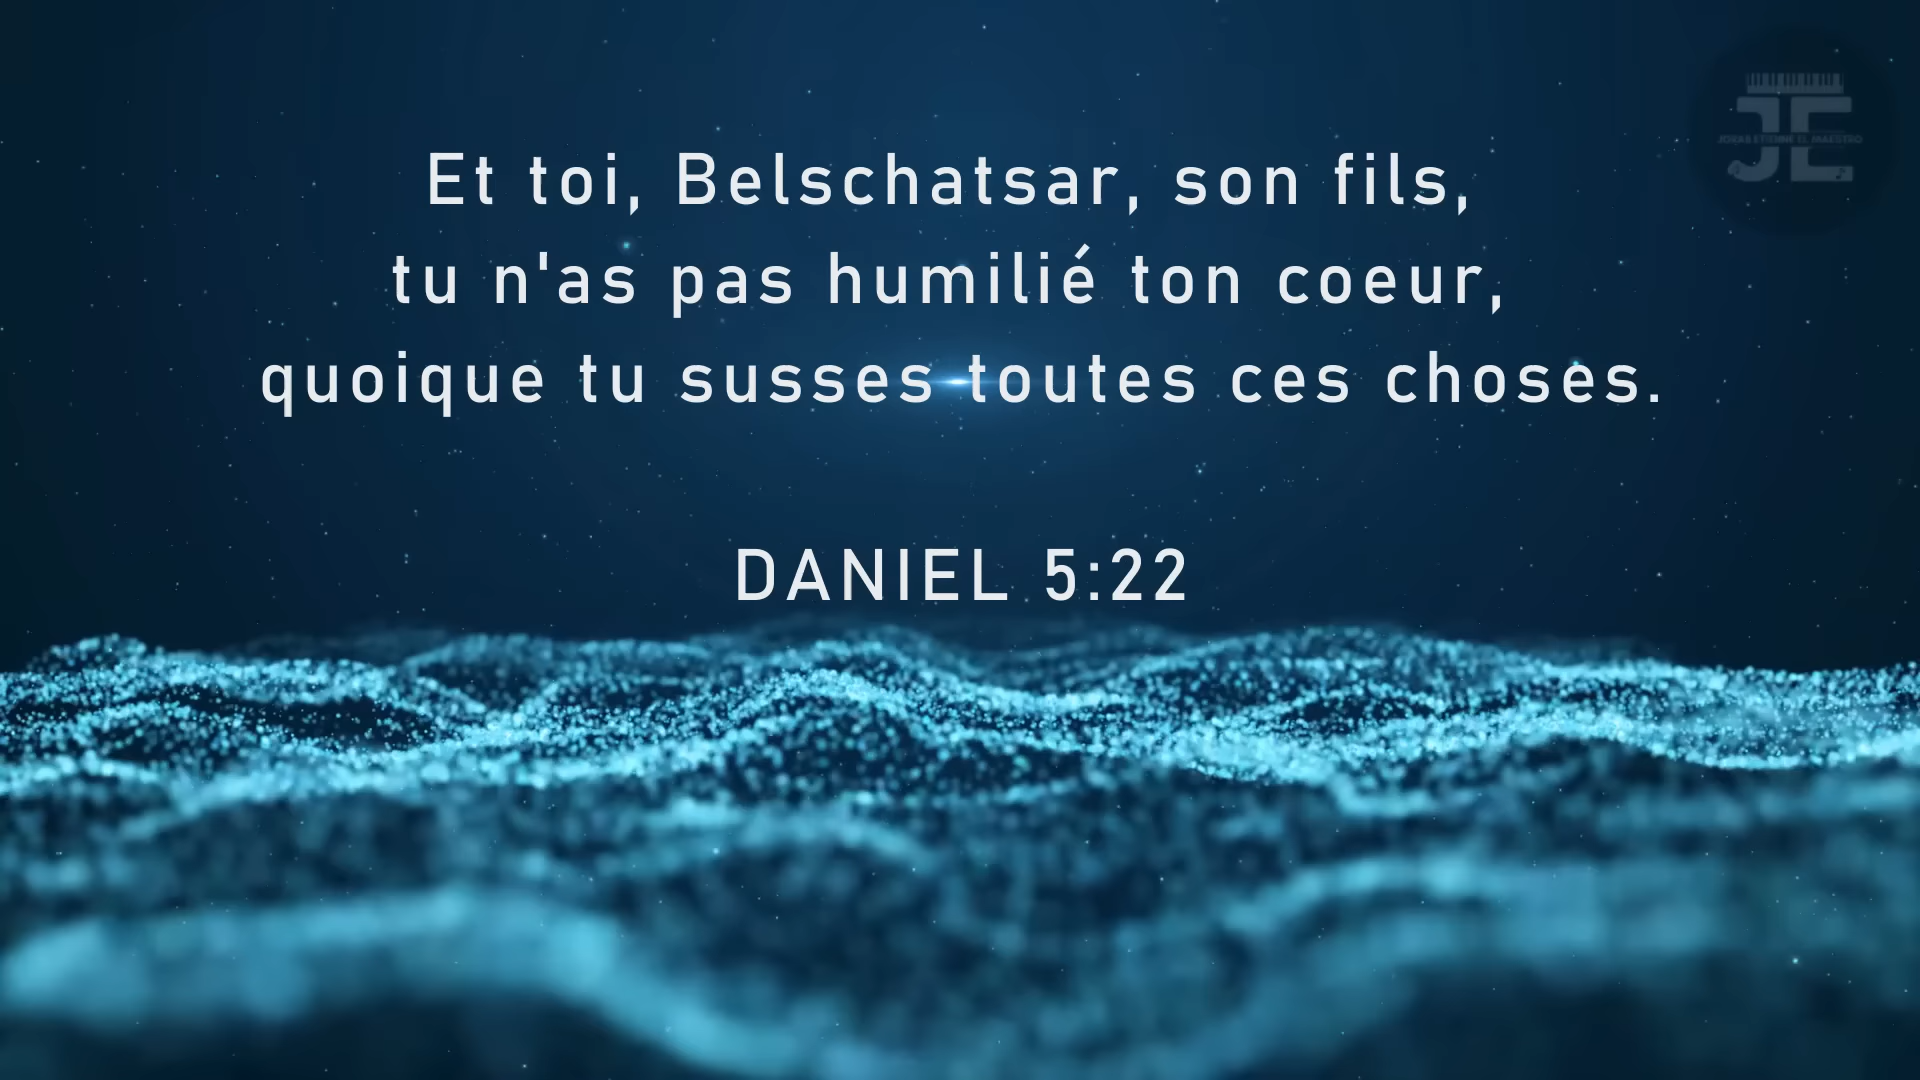 Et toi, Belschatsar, son fils,
tu n'as pas humilié ton coeur,
quoique tu susses toutes ces choses.
DANIEL 5:22
JE